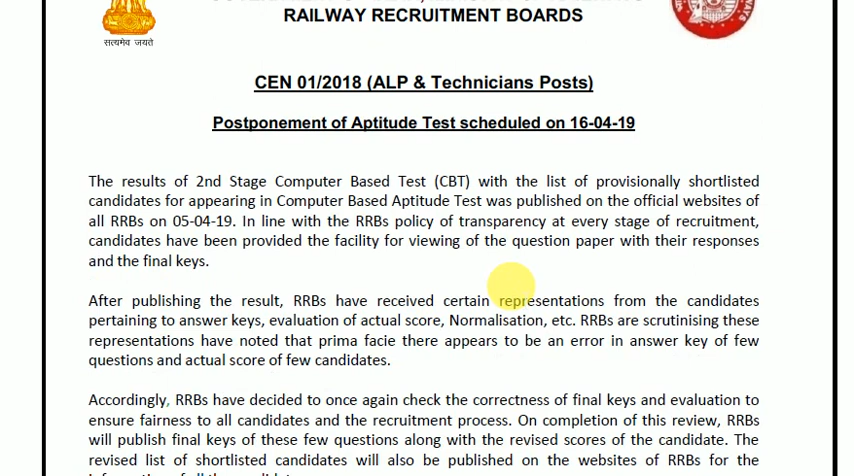 RAILWAY RECRUITMENT BOARDS
सत्यमेव जयते
CEN 01/2018 (ALP & Technicians Posts)
Postponement of Aptitude Test scheduled on 16-04-19
The results of 2nd Stage Computer Based Test (CBT) with the list of provisionally shortlisted
candidates for appearing in Computer Based Aptitude Test was published on the official websites of
all RRBs on 05-04-19. In line with the RRBs policy of transparency at every stage of recruitment,
candidates have been provided the facility for viewing of the question paper with their responses
and the final keys.
After publishing the result, RRBs have received certain representations from the candidates
pertaining to answer keys, evaluation of actual score, Normalisation, etc. RRBs are scrutinising these
representations have noted that prima facie there appears to be an error in answer key of few
questions and actual score of few candidates.
Accordingly, RRBs have decided to once again check the correctness of final keys and evaluation to
ensure fairness to all candidates and the recruitment process. On completion of this review, RRBs
will publish final keys of these few questions along with the revised scores of the candidate. The
revised list of shortlisted candidates will also be published on the websites of RRBs for the